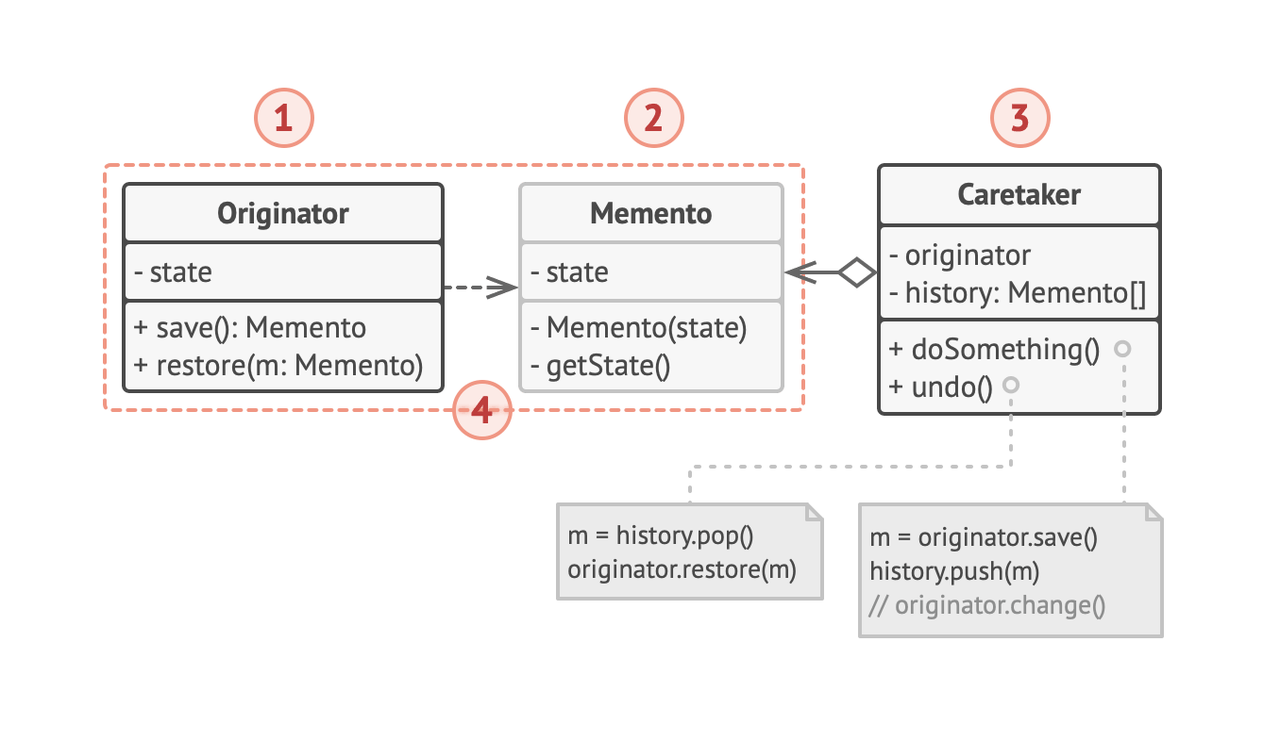 1
2
3
Originator
- state
+ save(): Memento
+ restore(m: Memento)
Memento
- state
- Memento(state)
- getState()
Caretaker
- originator
- history: Memento[]
+ doSomething()
+ undo()
4
m = history.pop()
originator.restore(m)
m = originator.save()
history.push(m)
// originator.change()